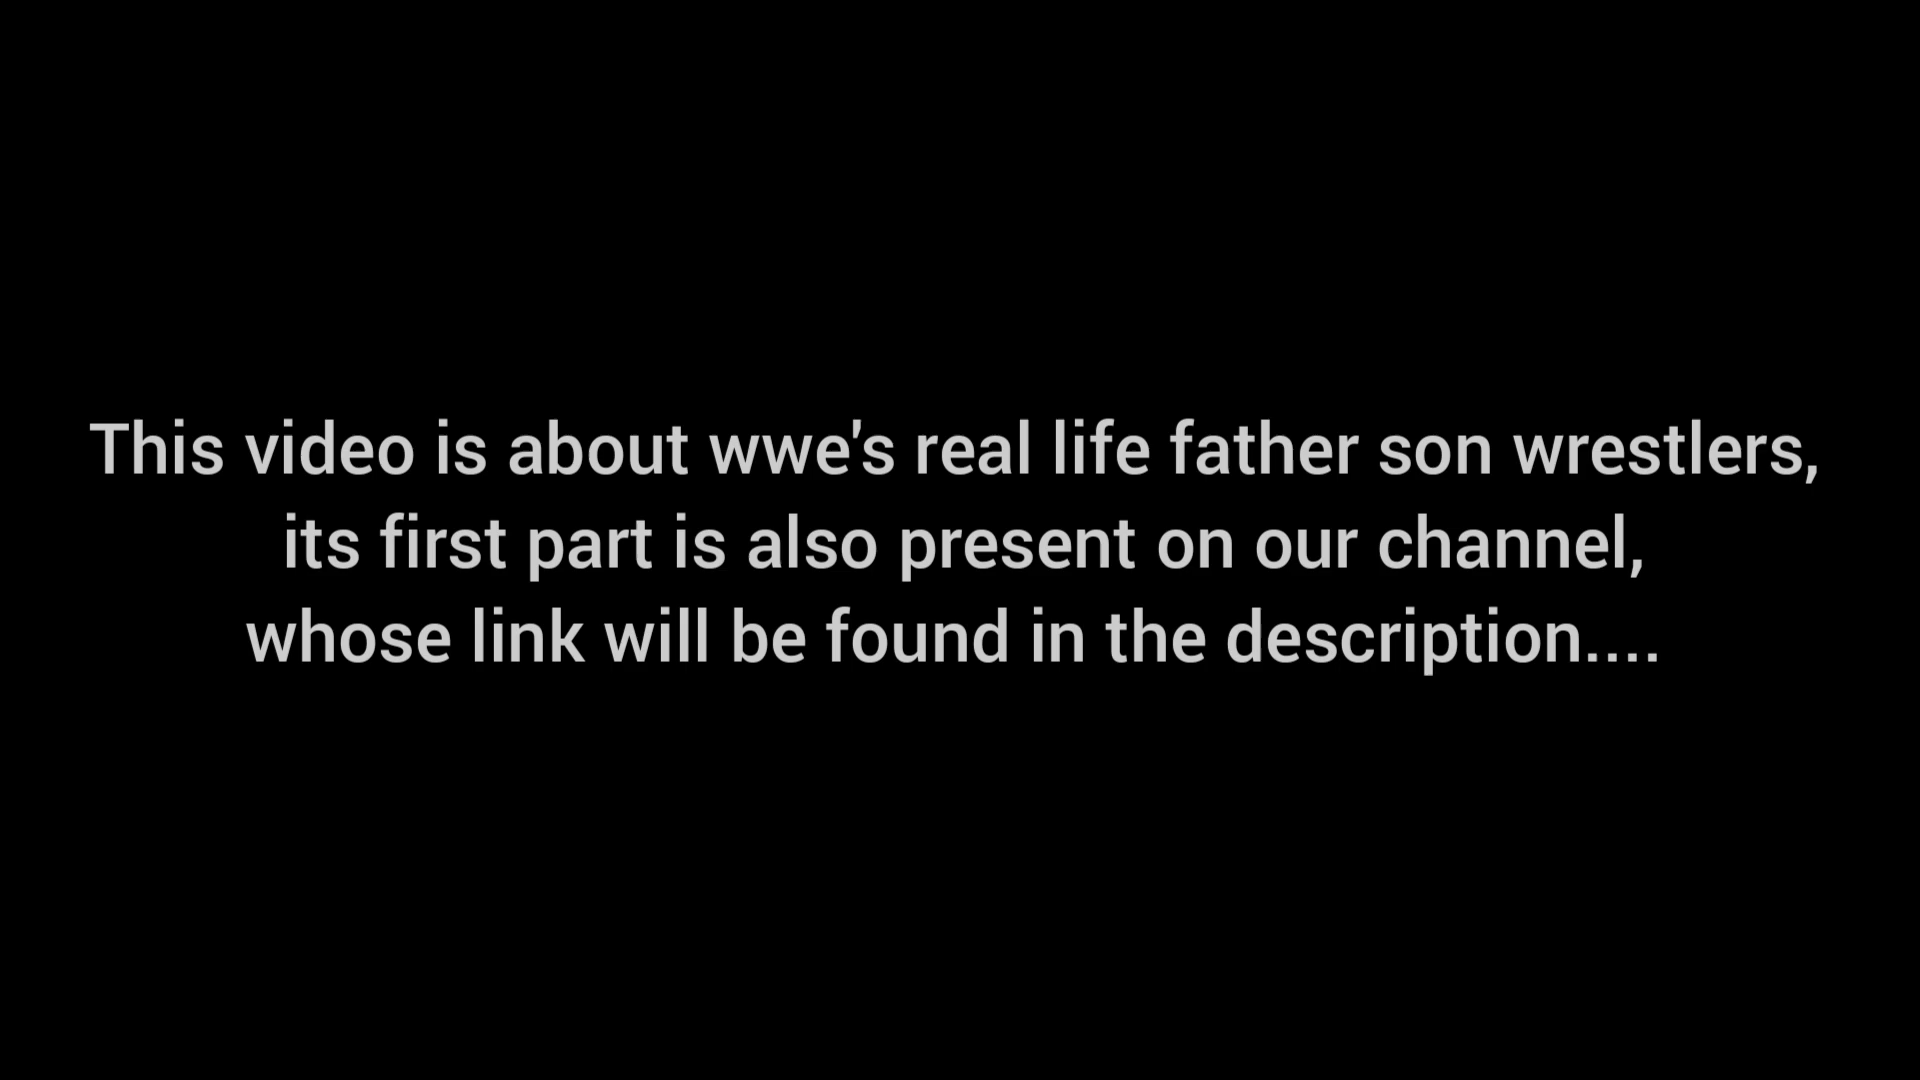 This video is about wwe's real life father son wrestlers,
its first part is also present on our channel,
whose link will be found in the description....